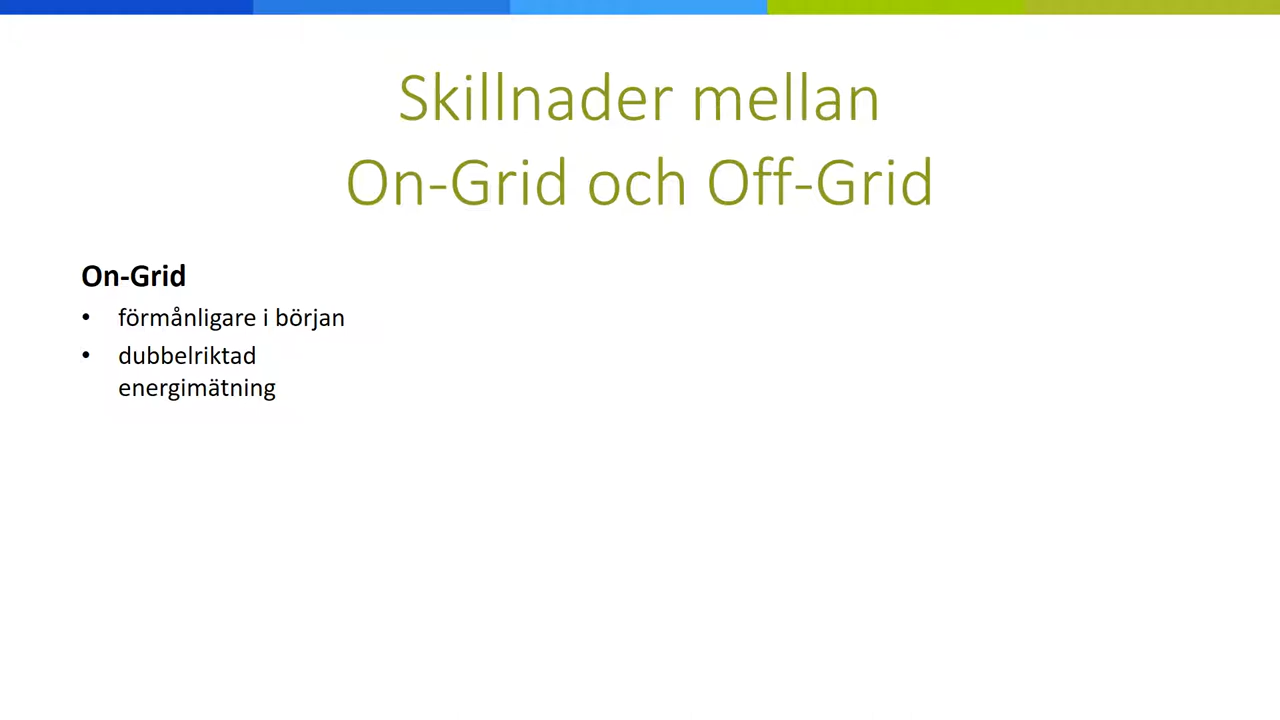 Skillnader mellan
On-Grid och Off-Grid
On-Grid
• förmånligare i början
• dubbelriktad
energimätning